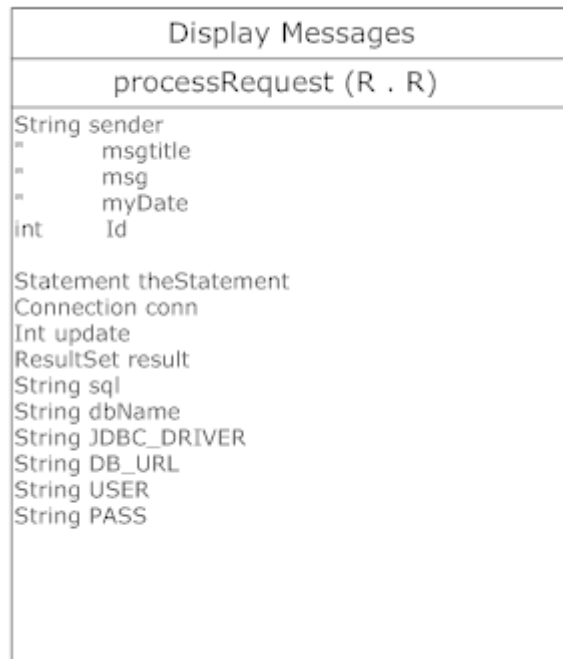 Display Messages
processRequest (R . R)
String sender
" msgtitle
" msg
" myDate
int Id
Statement theStatement
Connection conn
Int update
ResultSet result
String sql
String dbName
String JDBC_DRIVER
String DB_URL
String USER
String PASS